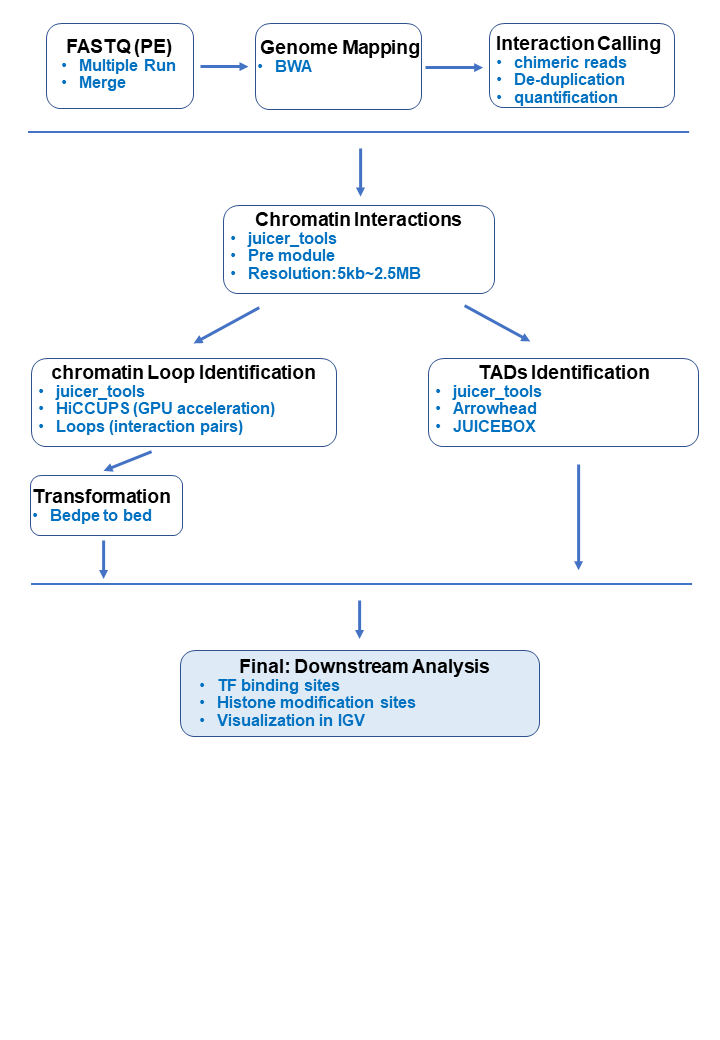 FASTQ (PE)
• Multiple Run
• Merge
Genome Mapping
• BWA
Interaction Calling
• chimeric reads
• De-duplication
• quantification
Chromatin Interactions
• juicer_tools
• Pre module
• Resolution:5kb~2.5MB
chromatin Loop Identification
• juicer_tools
• HiCCUPS (GPU acceleration)
• Loops (interaction pairs)
TADs Identification
• juicer_tools
• Arrowhead
• JUICEBOX
Transformation
• Bedpe to bed
Final: Downstream Analysis
• TF binding sites
• Histone modification sites
• Visualization in IGV